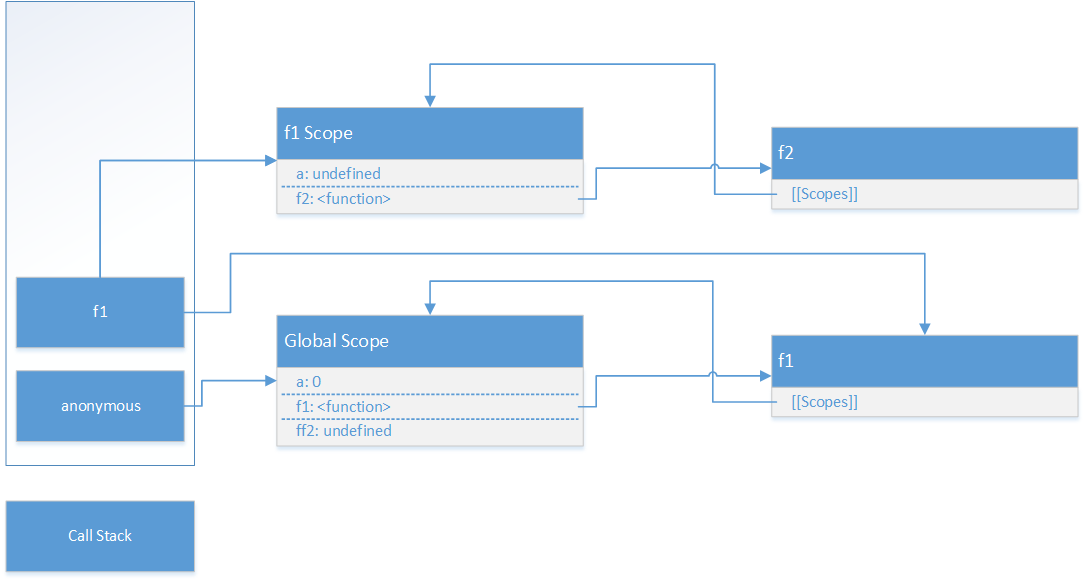 f1 Scope
a: undefined
f2: <function>
f2
[[Scopes]]
f1
anonymous
Global Scope
a: 0
f1: <function>
ff2: undefined
f1
[[Scopes]]
Call Stack